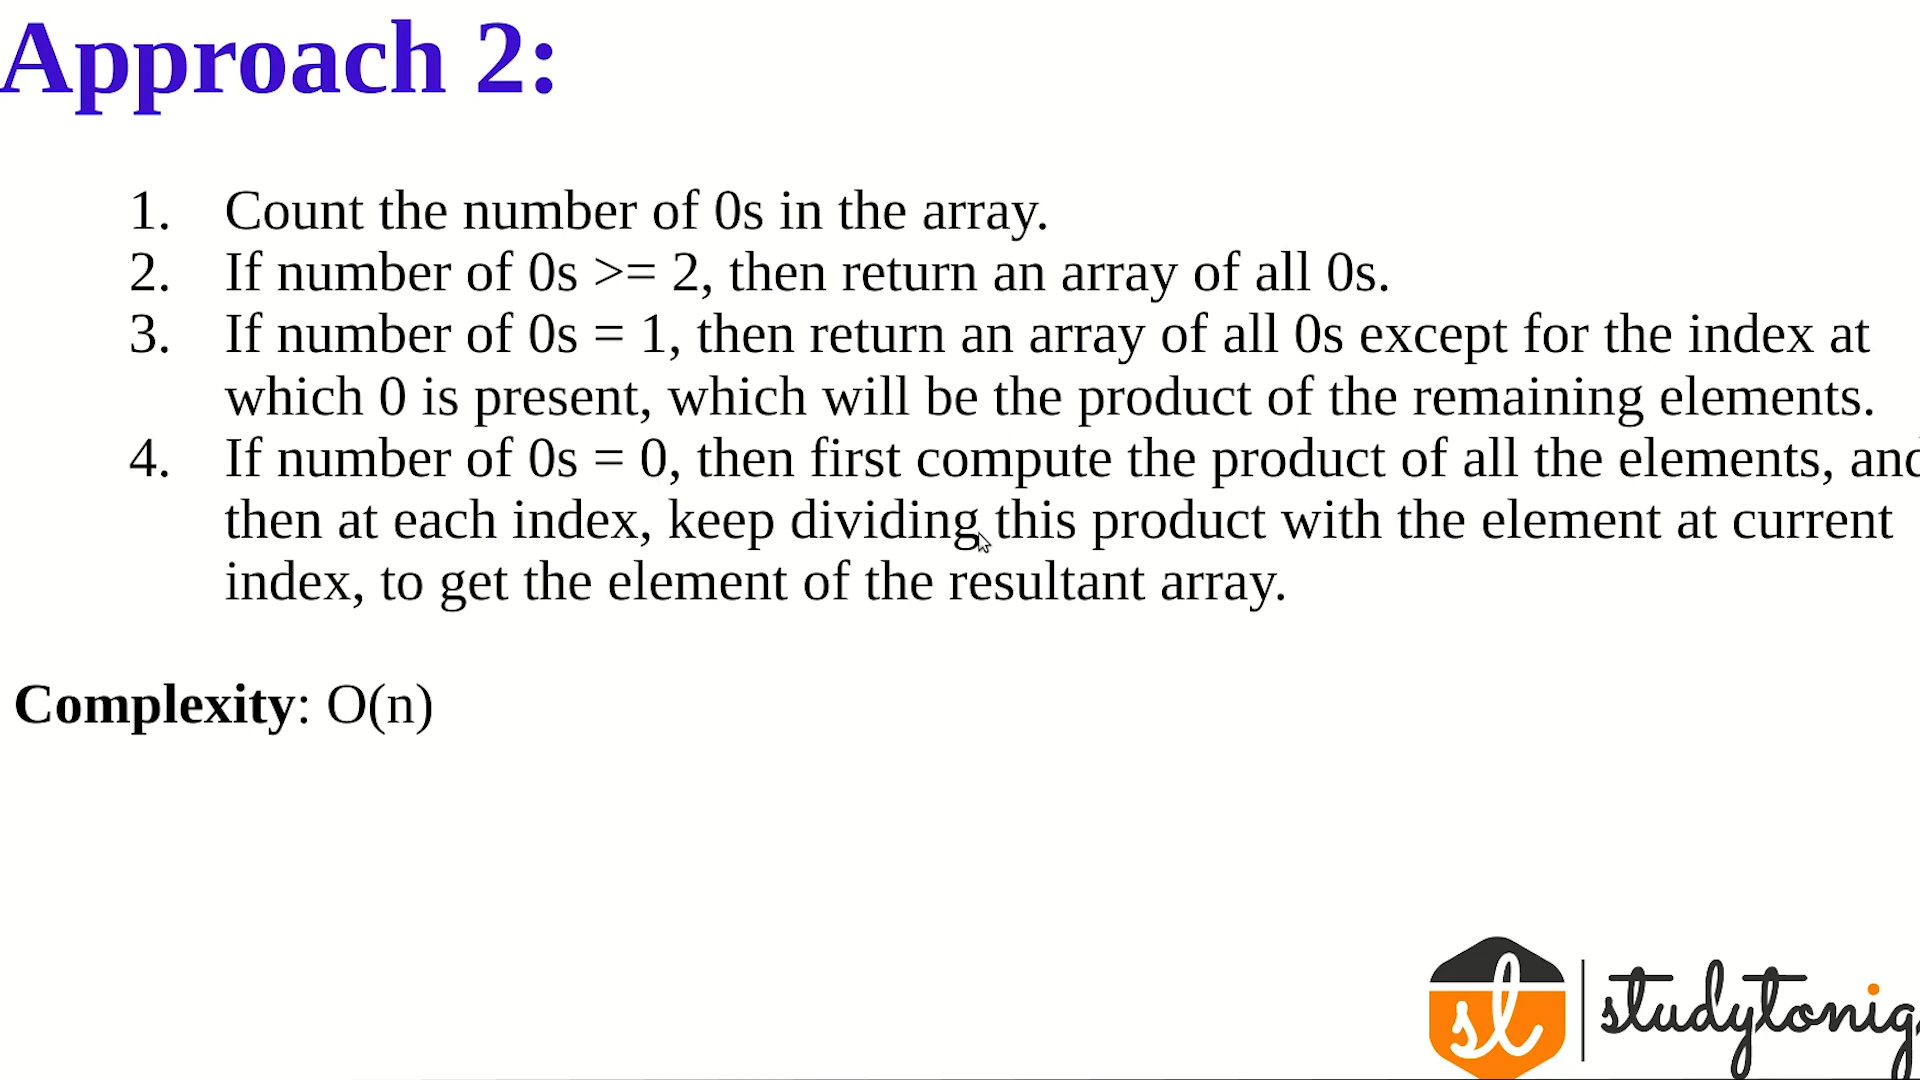 Approach 2:
1. Count the number of 0s in the array.
2. If number of 0s >= 2, then return an array of all 0s.
3. If number of 0s = 1, then return an array of all 0s except for the index at
which 0 is present, which will be the product of the remaining elements.
4. If number of 0s = 0, then first compute the product of all the elements, and
then at each index, keep dividing this product with the element at current
index, to get the element of the resultant array.
Complexity: O(n)
st studytonig